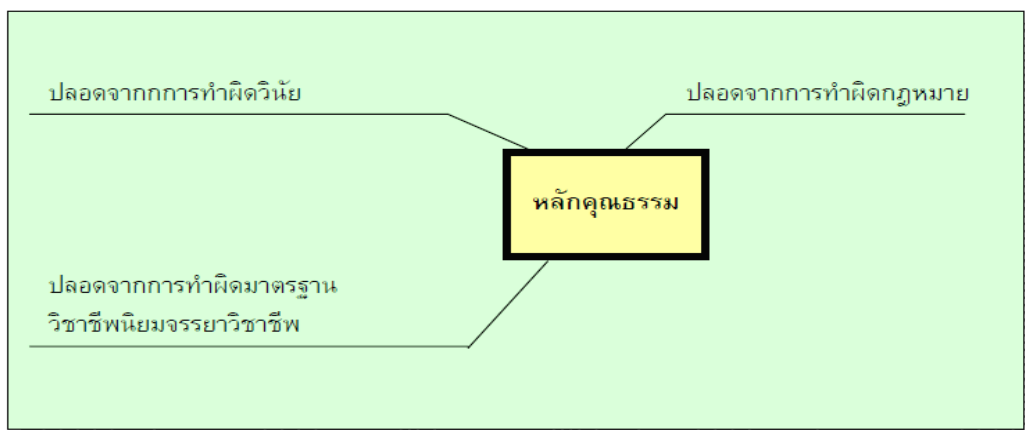 ปลอดจากกการทำผิดวินัย
ปลอดจากการทำผิดกฎหมาย
หลักคุณธรรม
ปลอดจากการทำผิดมาตรฐาน
วิชาชีพนิยมจรรยาวิชาชีพ